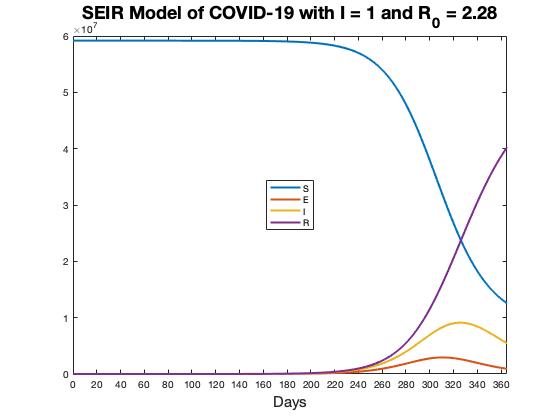 SEIR Model of COVID-19 with I = 1 and R₀ = 2.28
×10⁷
6
5
4
3
2
1
0
S
E
I
R
0 20 40 60 80 100 120 140 160 180 200 220 240 260 280 300 320 340 360
Days